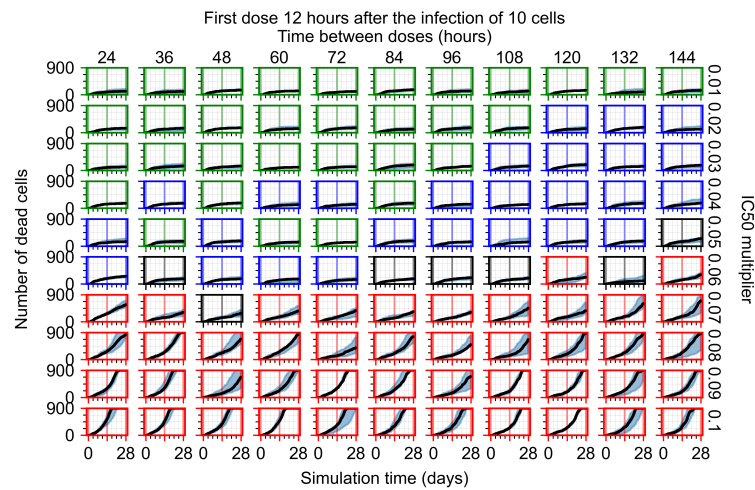 First dose 12 hours after the infection of 10 cells
Time between doses (hours)
24 36 48 60 72 84 96 108 120 132 144
900 0.01
0 0.02
900
0 0.03
900
0 0.04
900
0 0.05
900
0 0.06
900
0 0.07
900
0 0.08
900
0 0.09
900
0 0.1
900
0
0 28 0 28 0 28 0 28 0 28 0 28 0 28 0 28 0 28 0 28 0 28
Simulation time (days)
Number of dead cells
IC50 multiplier